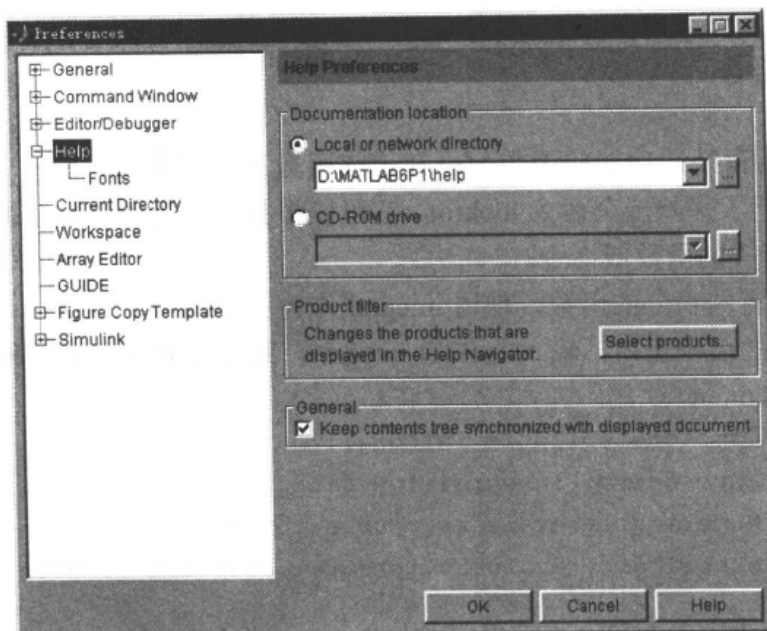 Preferences
General
Command Window
Editor/Debugger
Help
Fonts
Current Directory
Workspace
Array Editor
GUIDE
Figure Copy Template
Simulink
Help Preferences
Documentation location
Local or network directory
D:\MATLAB6P1\help
...
CD-ROM drive
...
Product filter
Changes the products that are
displayed in the Help Navigator.
Select products...
General
Keep contents tree synchronized with displayed document
OK
Cancel
Help